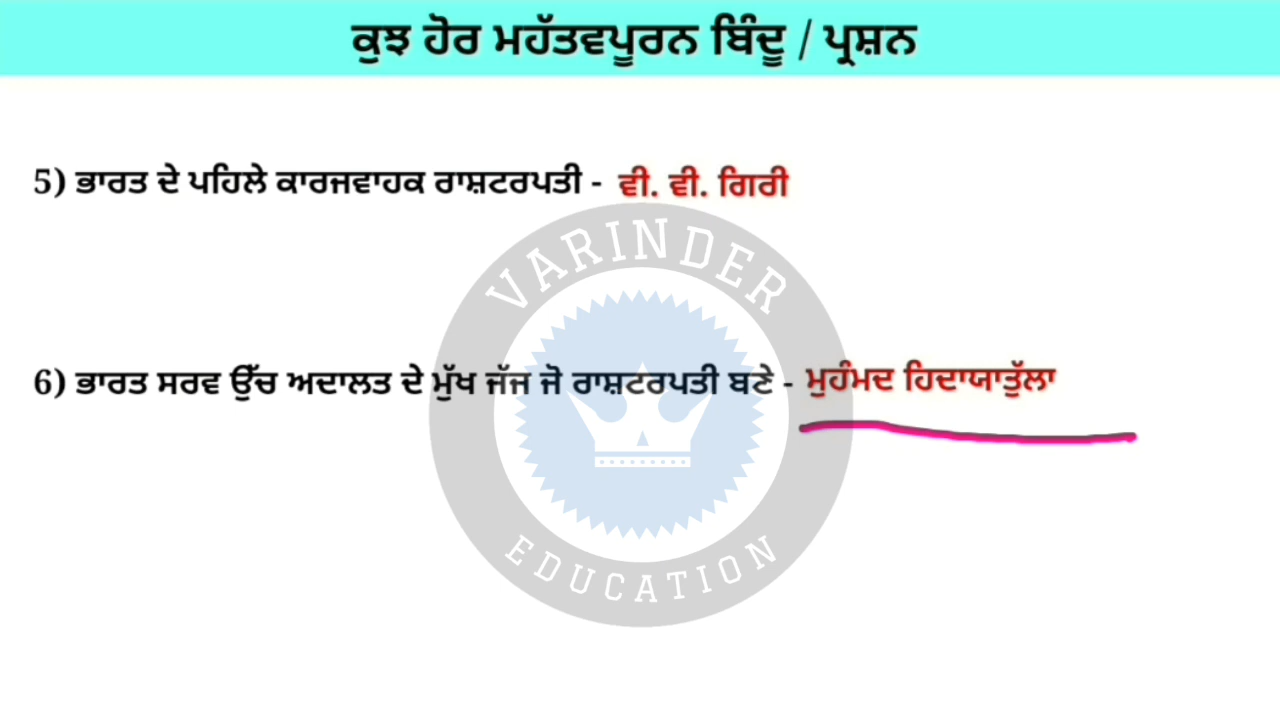 ਕੁਝ ਹੋਰ ਮਹੱਤਵਪੂਰਨ ਬਿੰਦੂ / ਪ੍ਰਸ਼ਨ
5) ਭਾਰਤ ਦੇ ਪਹਿਲੇ ਕਾਰਜਵਾਹਕ ਰਾਸ਼ਟਰਪਤੀ - ਵੀ. ਵੀ. ਗਿਰੀ
6) ਭਾਰਤ ਸਰਵ ਉੱਚ ਅਦਾਲਤ ਦੇ ਮੁੱਖ ਜੱਜ ਜੋ ਰਾਸ਼ਟਰਪਤੀ ਬਣੇ - ਮੁਹੰਮਦ ਹਿਦਾਯਾਤੁੱਲਾ
VARINDER
EDUCATION